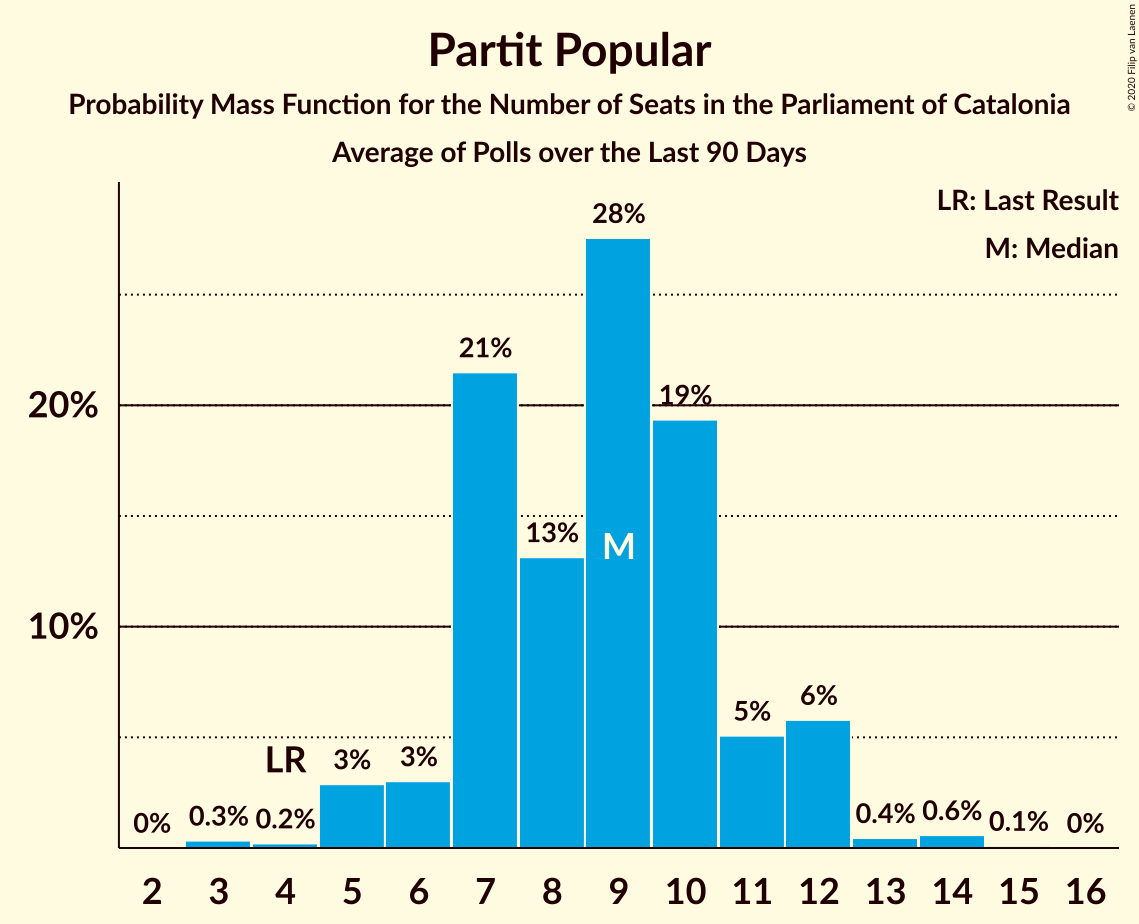 © 2020 Filip van Laenen
Partit Popular
Probability Mass Function for the Number of Seats in the Parliament of Catalonia
Average of Polls over the Last 90 Days
LR: Last Result
M: Median
28%
21%
20%
19%
13%
M
10%
6%
5%
LR
3%
3%
0%
0.3%
0.2%
0.4%
0.6%
0.1%
0%
2 3 4 5 6 7 8 9 10 11 12 13 14 15 16